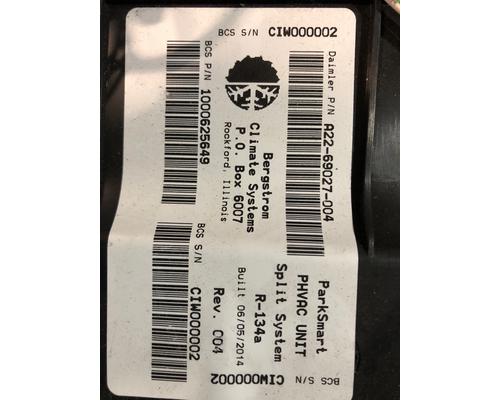 BCS S/N CIW000002
Daimler P/N A22-69027-004
BCS P/N 1000625649
Bergstrom
Climate Systems
P.O. Box 6007
Rockford, Illinois
ParkSmart
PHVAC UNIT
Split System
R-134a
Built 06/05/2014
Rev. 004
BCS S/N CIW000002
BCS S/N CIW000002